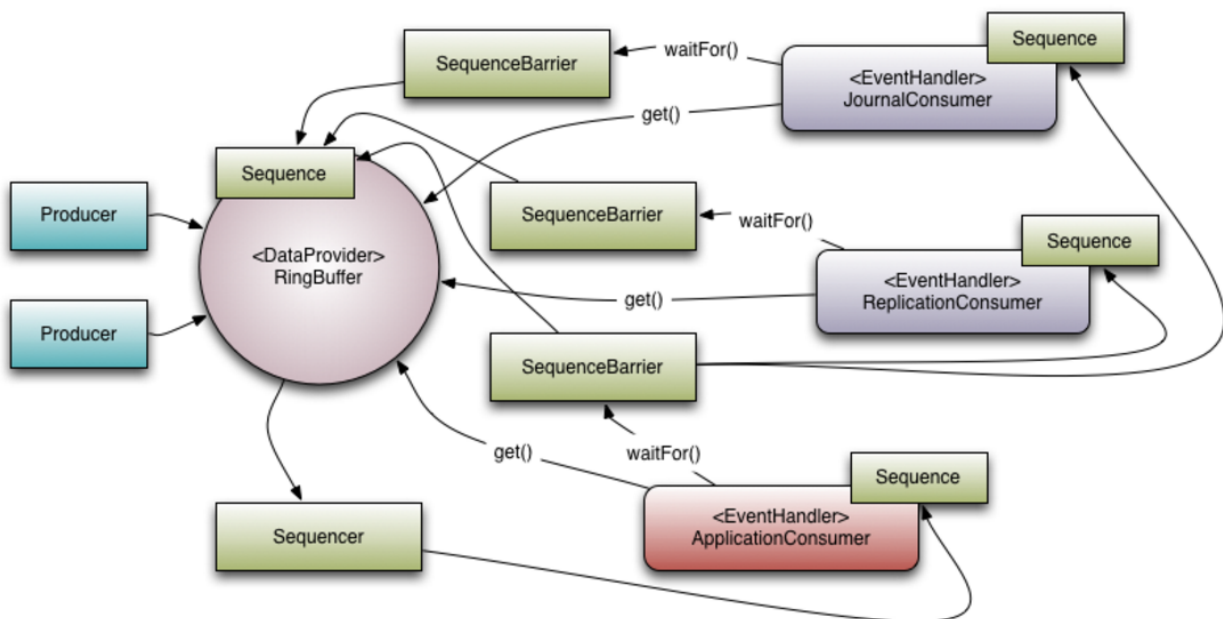 Sequence
SequenceBarrier
waitFor()
<EventHandler>
JournalConsumer
get()
Sequence
Producer
SequenceBarrier
waitFor()
Sequence
<DataProvider>
RingBuffer
<EventHandler>
ReplicationConsumer
get()
Producer
SequenceBarrier
get()
waitFor()
Sequence
<EventHandler>
ApplicationConsumer
Sequencer